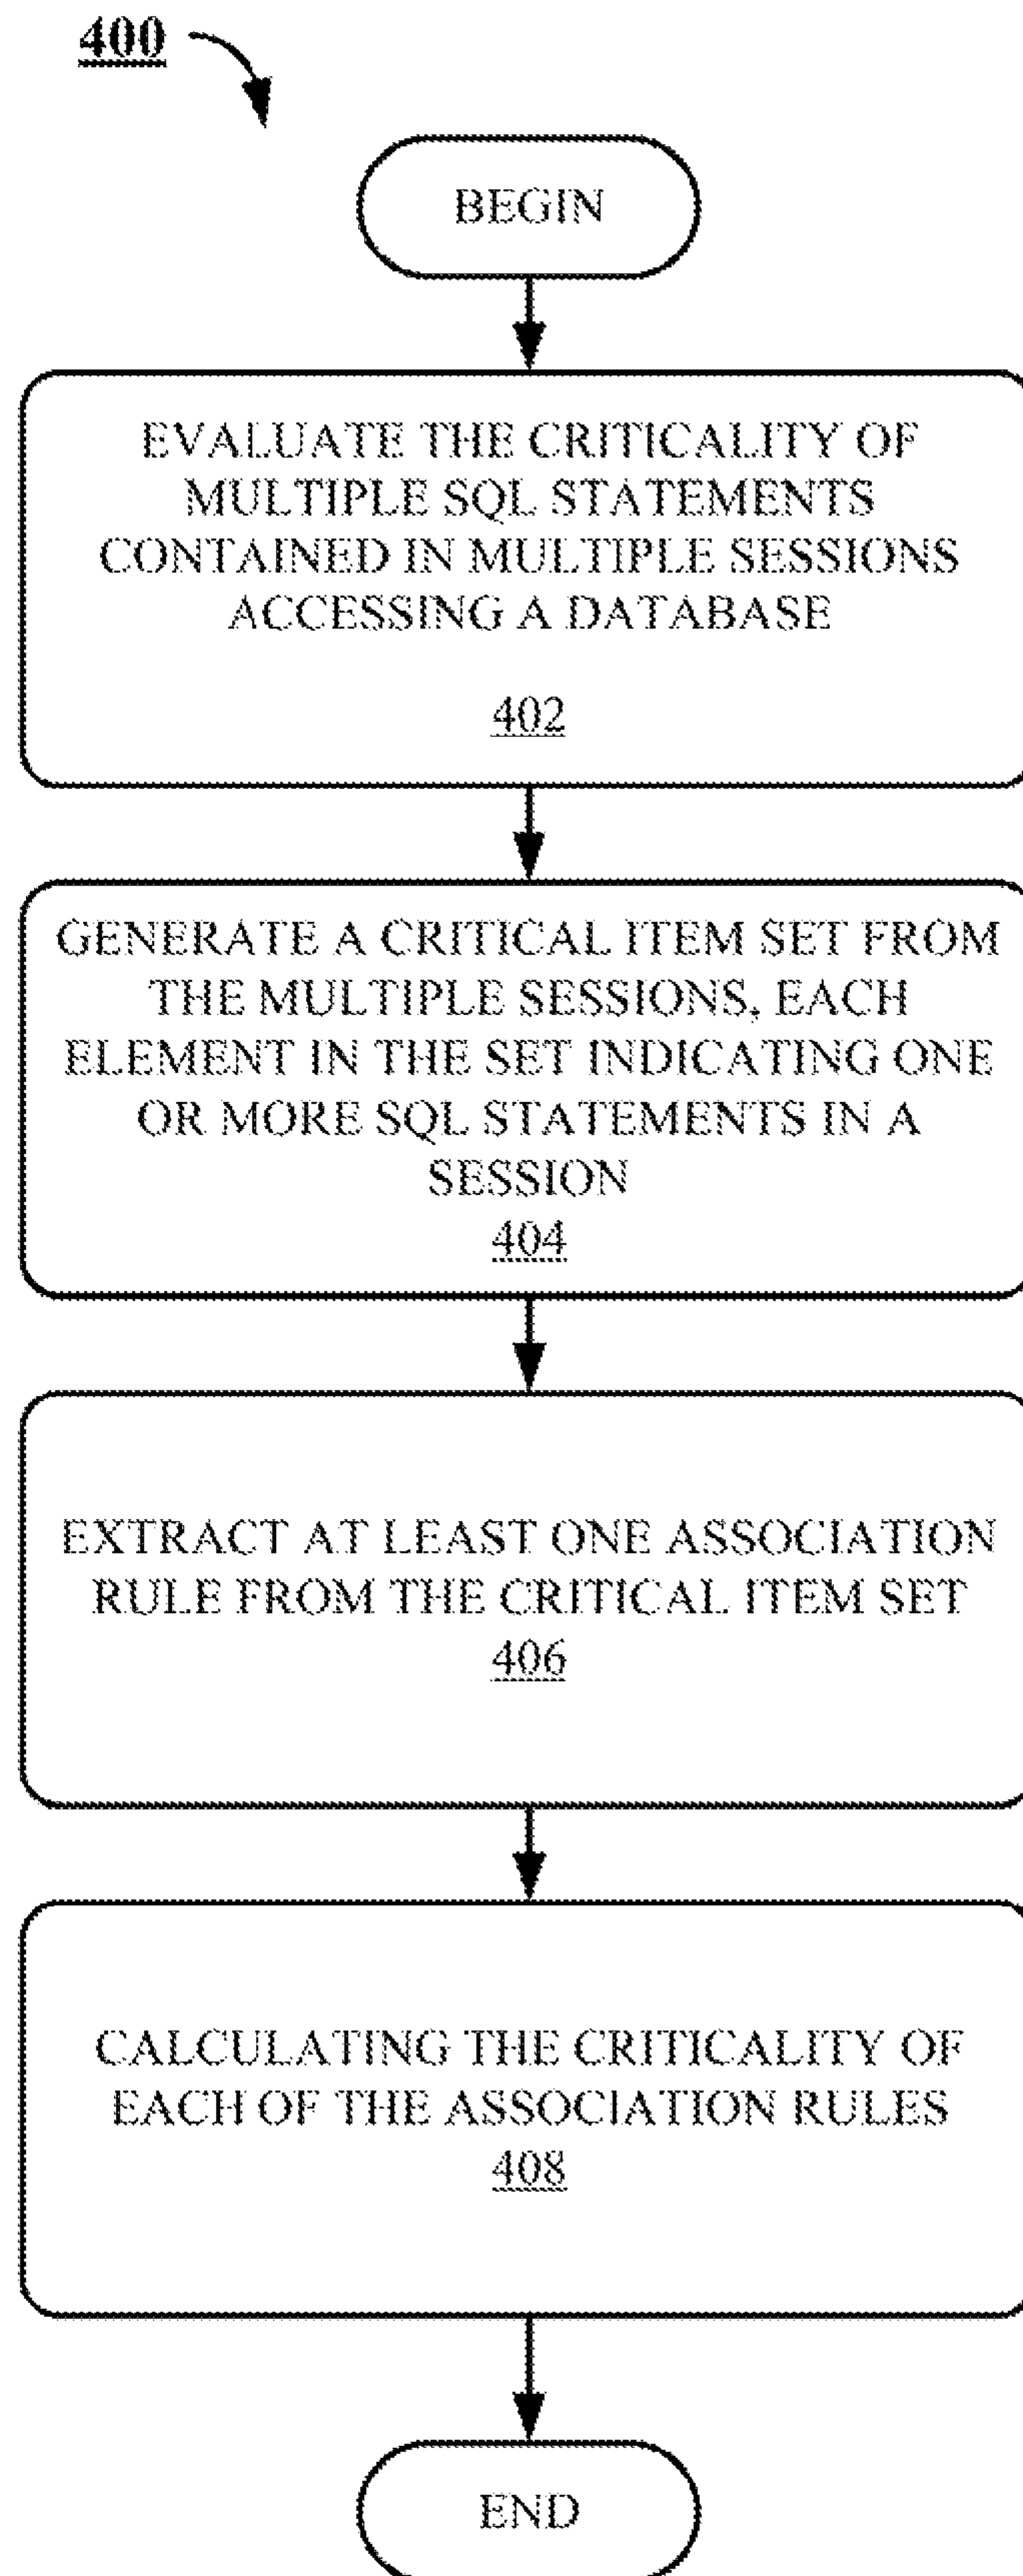 400
BEGIN
EVALUATE THE CRITICALITY OF
MULTIPLE SQL STATEMENTS
CONTAINED IN MULTIPLE SESSIONS
ACCESSING A DATABASE
402
GENERATE A CRITICAL ITEM SET FROM
THE MULTIPLE SESSIONS, EACH
ELEMENT IN THE SET INDICATING ONE
OR MORE SQL STATEMENTS IN A
SESSION
404
EXTRACT AT LEAST ONE ASSOCIATION
RULE FROM THE CRITICAL ITEM SET
406
CALCULATING THE CRITICALITY OF
EACH OF THE ASSOCIATION RULES
408
END